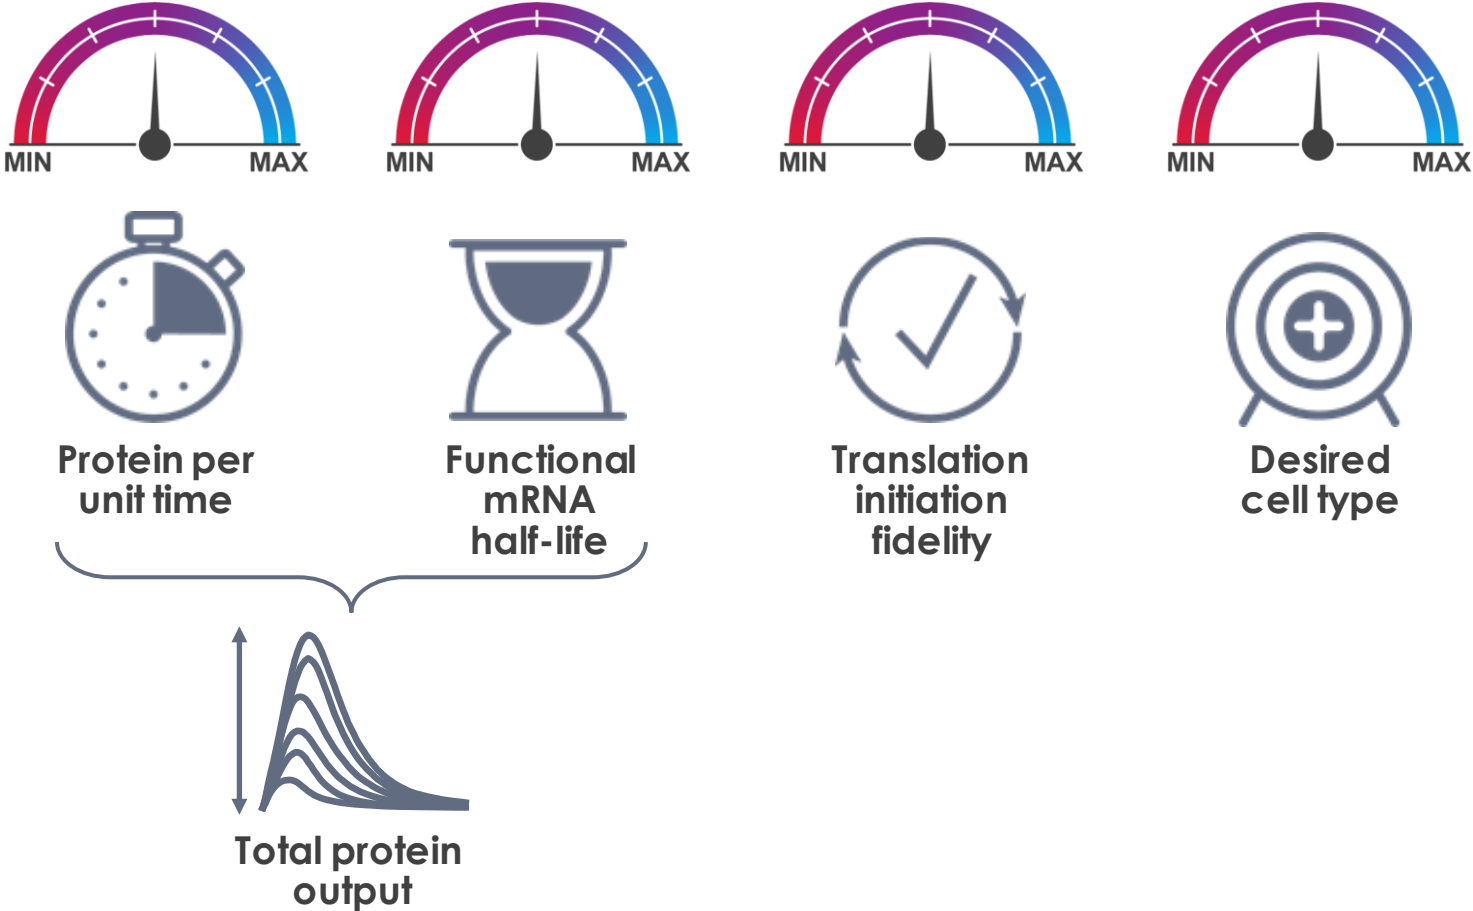 MIN MAX MIN MAX MIN MAX MIN MAX
Protein per
unit time
Functional
mRNA
half-life
Translation
initiation
fidelity
Desired
cell type
Total protein
output